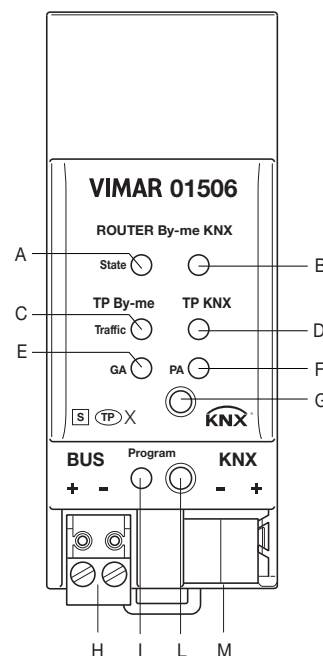 VIMAR 01506
ROUTER By-me KNX
A
State
B
TP By-me TP KNX
C
Traffic
D
E
GA PA
F
G
S TP X KNX
BUS Program KNX
+ - - +
H I L M